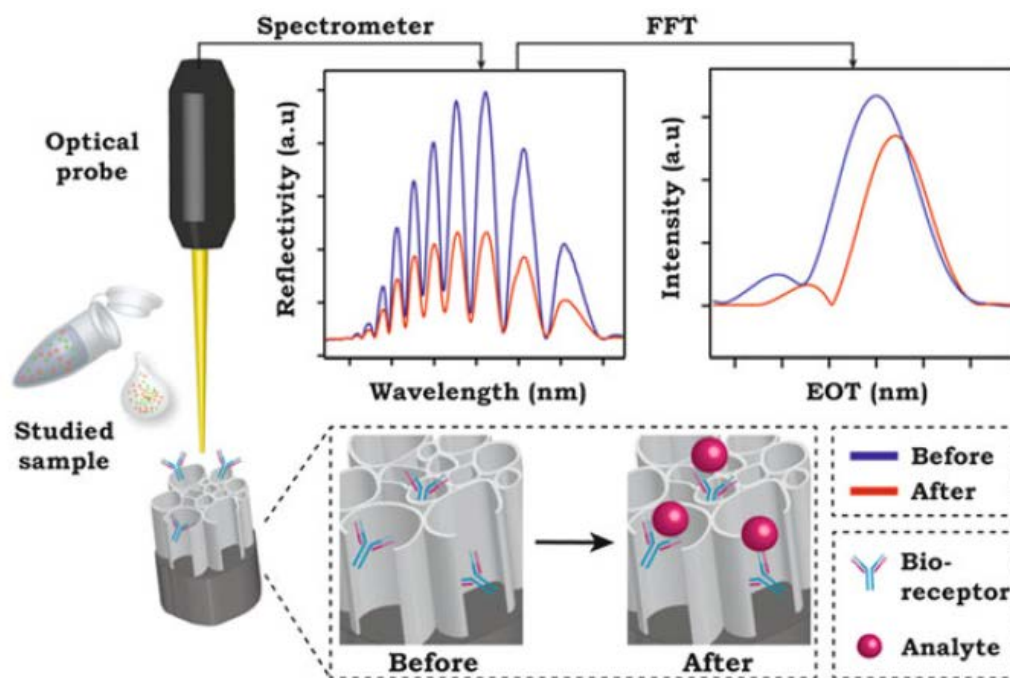 Spectrometer
FFT
Optical
probe
Reflectivity (a.u)
Wavelength (nm)
Intensity (a.u)
EOT (nm)
Studied
sample
Before
After
Before
After
Bio-
receptor
Analyte